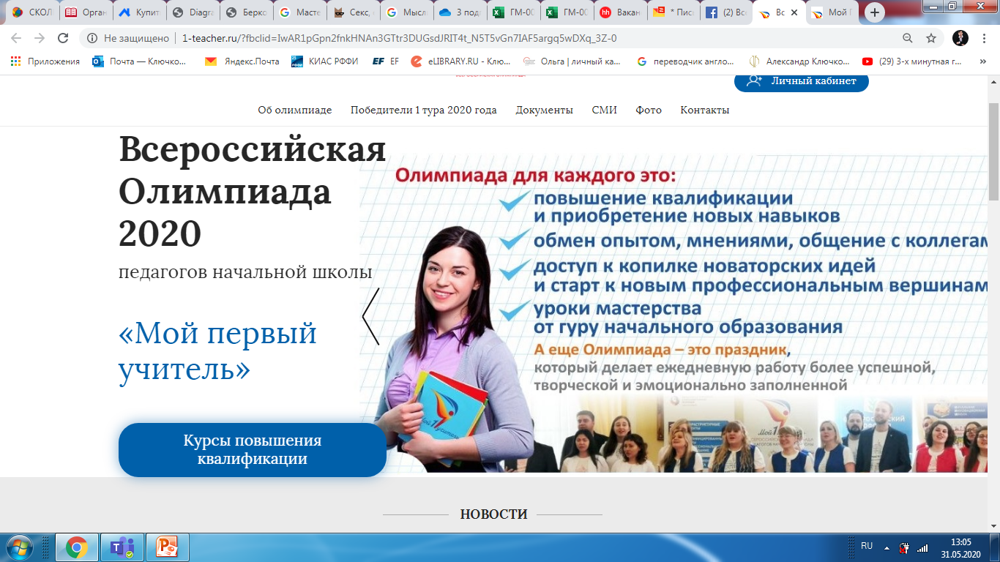 СКОЛ
Орган
Купит
Diagra
Берко
Масте
Секс,
Мысл
3 подг
ГМ-00
ГМ-00
Вакан
* Пис
(2) Вс
Вс
Мой П
Не защищено
1-teacher.ru/?fbclid=IwAR1pGpn2fnkHNAn3GTtr3DUGsdJRIT4t_N5T5vGn7IAF5argq5wDXq_3Z-0
Приложения
Почта — Ключко...
Яндекс.Почта
КИАС РФФИ
EF EF
eLIBRARY.RU - Клю...
Ольга | личный ка...
переводчик англо...
Александр Ключко...
(29) 3-х минутная г...
»
Личный кабинет
Об олимпиаде
Победители 1 тура 2020 года
Документы
СМИ
Фото
Контакты
Всероссийская
Олимпиада
2020
педагогов начальной школы
«Мой первый
учитель»
Курсы повышения
квалификации
Олимпиада для каждого это:
повышение квалификации
и приобретение новых навыков
обмен опытом, мнениями, общение с коллегам
доступ к копилке новаторских идей
и старт к новым профессиональным вершинам
уроки мастерства
от гуру начального образования
А еще Олимпиада – это праздник,
который делает ежедневную работу более успешной,
творческой и эмоционально заполненной
НОВОСТИ
RU
13:05
31.05.2020